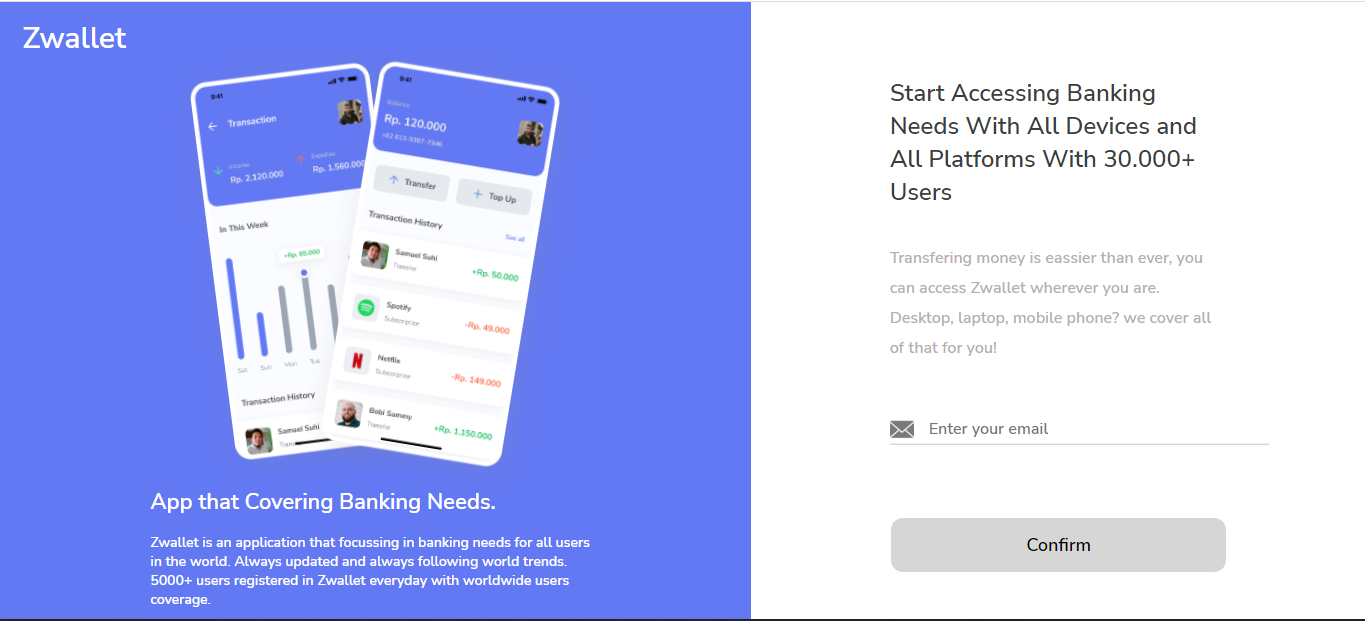 Zwallet
9:41
Transaction
Income
Rp. 2.120.000
Expense
Rp. 1.560.000
In This Week
+Rp. 65.000
Sat
Sun
Mon
Tue
Transaction History
Samuel Suhi
9:41
Balance
Rp. 120.000
+62 813-9387-7946
Transfer
Top Up
Transaction History
See all
Samuel Suhi
Transfer
+Rp. 50.000
Spotify
Subscription
-Rp. 49.000
Netflix
Subscription
-Rp. 149.000
Bobi Sammy
Transfer
+Rp. 1.150.000
App that Covering Banking Needs.
Zwallet is an application that focussing in banking needs for all users
in the world. Always updated and always following world trends.
5000+ users registered in Zwallet everyday with worldwide users
coverage.
Start Accessing Banking
Needs With All Devices and
All Platforms With 30.000+
Users
Transfering money is eassier than ever, you
can access Zwallet wherever you are.
Desktop, laptop, mobile phone? we cover all
of that for you!
Enter your email
Confirm